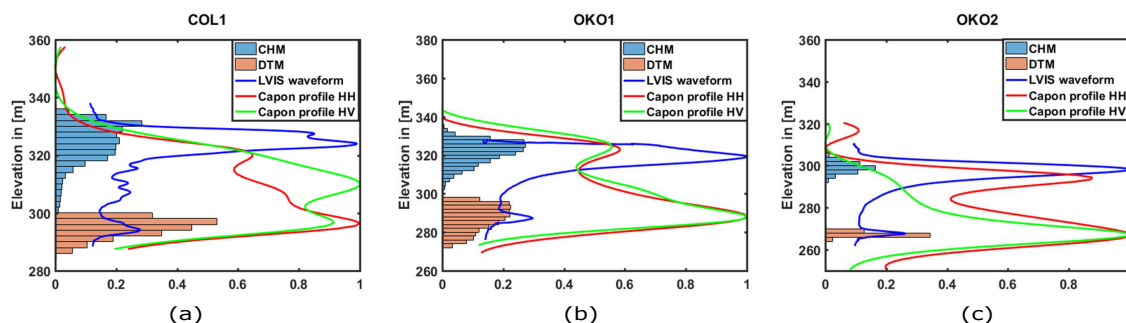 COL1
360
340
320
300
280
Elevation in [m]
0
0.2
0.4
0.6
0.8
1
CHM
DTM
LVIS waveform
Capon profile HH
Capon profile HV
(a)
OKO1
380
360
340
320
300
280
260
Elevation in [m]
0
0.2
0.4
0.6
0.8
1
CHM
DTM
LVIS waveform
Capon profile HH
Capon profile HV
(b)
OKO2
360
340
320
300
280
260
Elevation in [m]
0
0.2
0.4
0.6
0.8
CHM
DTM
LVIS waveform
Capon profile HH
Capon profile HV
(c)